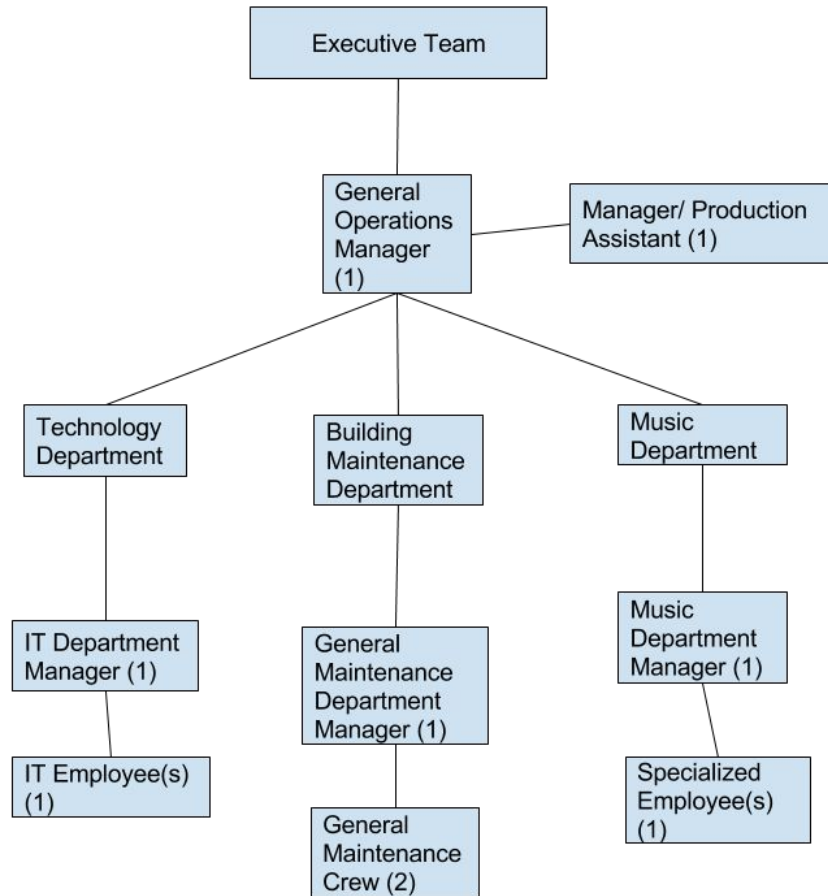 Executive Team
General
Operations
Manager
(1)
Manager/ Production
Assistant (1)
Technology
Department
Building
Maintenance
Department
Music
Department
IT Department
Manager (1)
General
Maintenance
Department
Manager (1)
Music
Department
Manager (1)
IT Employee(s)
(1)
General
Maintenance
Crew (2)
Specialized
Employee(s)
(1)